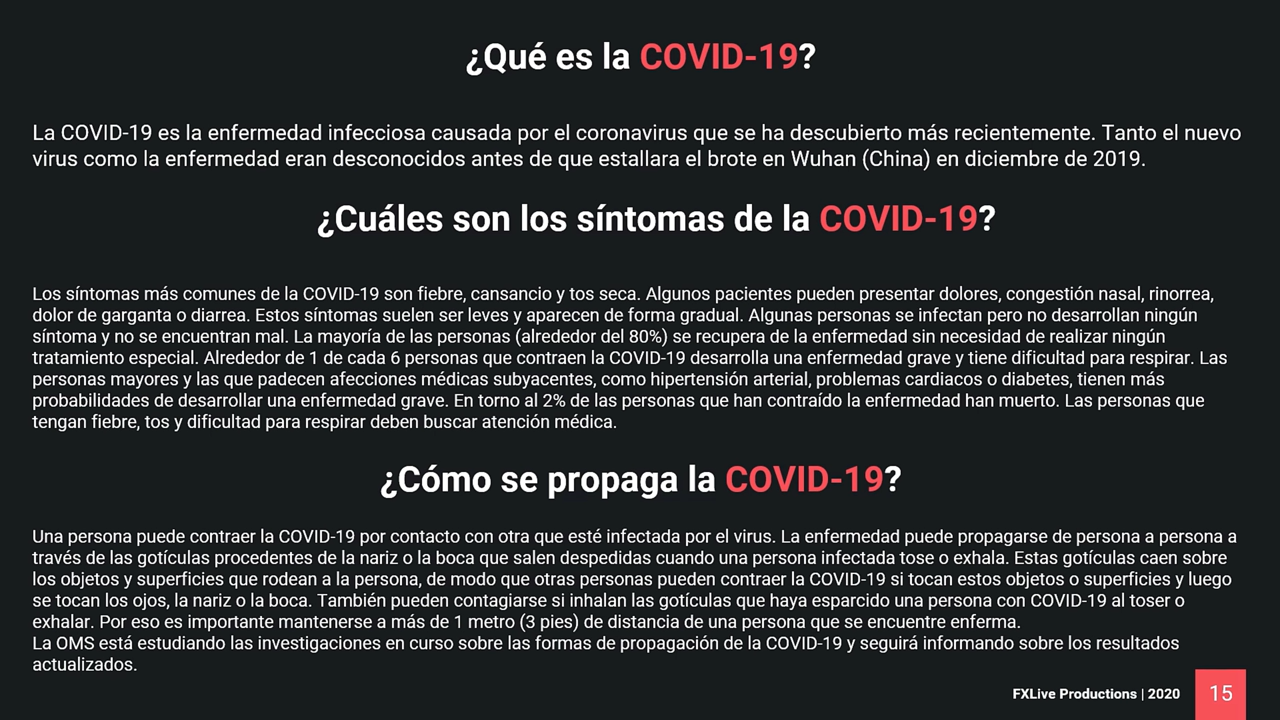 ¿Qué es la COVID-19?
La COVID-19 es la enfermedad infecciosa causada por el coronavirus que se ha descubierto más recientemente. Tanto el nuevo
virus como la enfermedad eran desconocidos antes de que estallara el brote en Wuhan (China) en diciembre de 2019.
¿Cuáles son los síntomas de la COVID-19?
Los síntomas más comunes de la COVID-19 son fiebre, cansancio y tos seca. Algunos pacientes pueden presentar dolores, congestión nasal, rinorrea,
dolor de garganta o diarrea. Estos síntomas suelen ser leves y aparecen de forma gradual. Algunas personas se infectan pero no desarrollan ningún
síntoma y no se encuentran mal. La mayoría de las personas (alrededor del 80%) se recupera de la enfermedad sin necesidad de realizar ningún
tratamiento especial. Alrededor de 1 de cada 6 personas que contraen la COVID-19 desarrolla una enfermedad grave y tiene dificultad para respirar. Las
personas mayores y las que padecen afecciones médicas subyacentes, como hipertensión arterial, problemas cardiacos o diabetes, tienen más
probabilidades de desarrollar una enfermedad grave. En torno al 2% de las personas que han contraído la enfermedad han muerto. Las personas que
tengan fiebre, tos y dificultad para respirar deben buscar atención médica.
¿Cómo se propaga la COVID-19?
Una persona puede contraer la COVID-19 por contacto con otra que esté infectada por el virus. La enfermedad puede propagarse de persona a persona a
través de las gotículas procedentes de la nariz o la boca que salen despedidas cuando una persona infectada tose o exhala. Estas gotículas caen sobre
los objetos y superficies que rodean a la persona, de modo que otras personas pueden contraer la COVID-19 si tocan estos objetos o superficies y luego
se tocan los ojos, la nariz o la boca. También pueden contagiarse si inhalan las gotículas que haya esparcido una persona con COVID-19 al toser o
exhalar. Por eso es importante mantenerse a más de 1 metro (3 pies) de distancia de una persona que se encuentre enferma.
La OMS está estudiando las investigaciones en curso sobre las formas de propagación de la COVID-19 y seguirá informando sobre los resultados
actualizados.
FXLive Productions | 2020 15